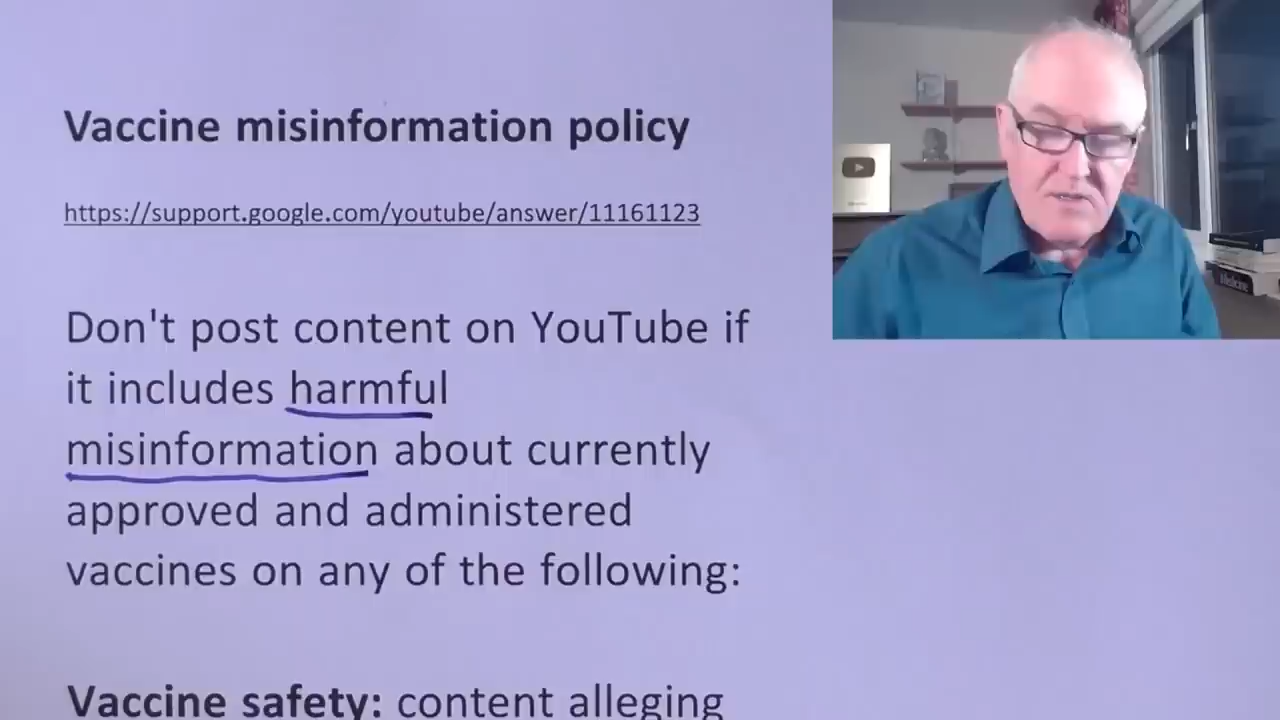 Vaccine misinformation policy
https://support.google.com/youtube/answer/11161123
Don't post content on YouTube if
it includes harmful
misinformation about currently
approved and administered
vaccines on any of the following:
Vaccine safety: content alleging
Medicine